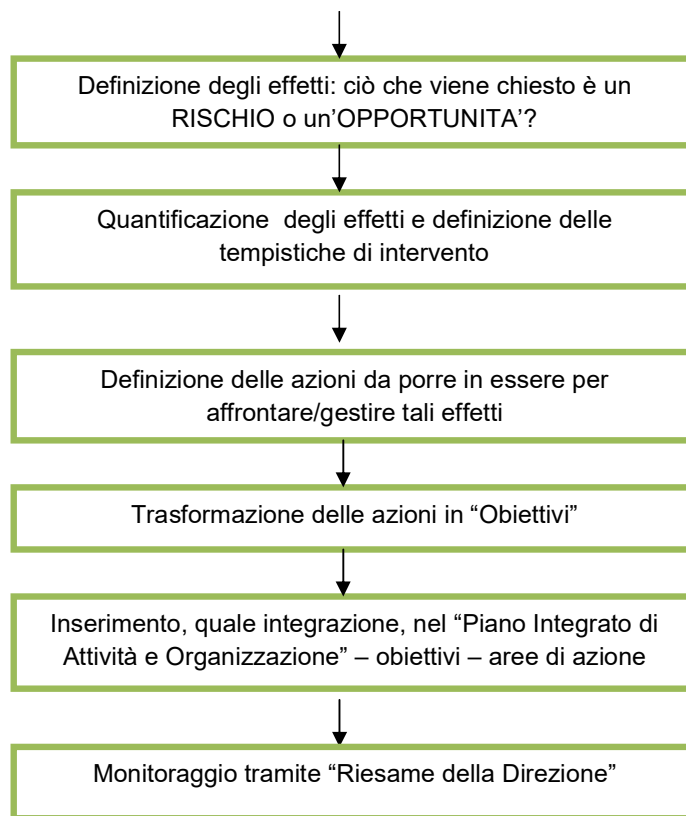 Definizione degli effetti: ciò che viene chiesto è un
RISCHIO o un’OPPORTUNITA’?
Quantificazione  degli effetti e definizione delle
tempistiche di intervento
Definizione delle azioni da porre in essere per
affrontare/gestire tali effetti
Trasformazione delle azioni in “Obiettivi”
Inserimento, quale integrazione, nel “Piano Integrato di
Attività e Organizzazione” – obiettivi – aree di azione
Monitoraggio tramite “Riesame della Direzione”